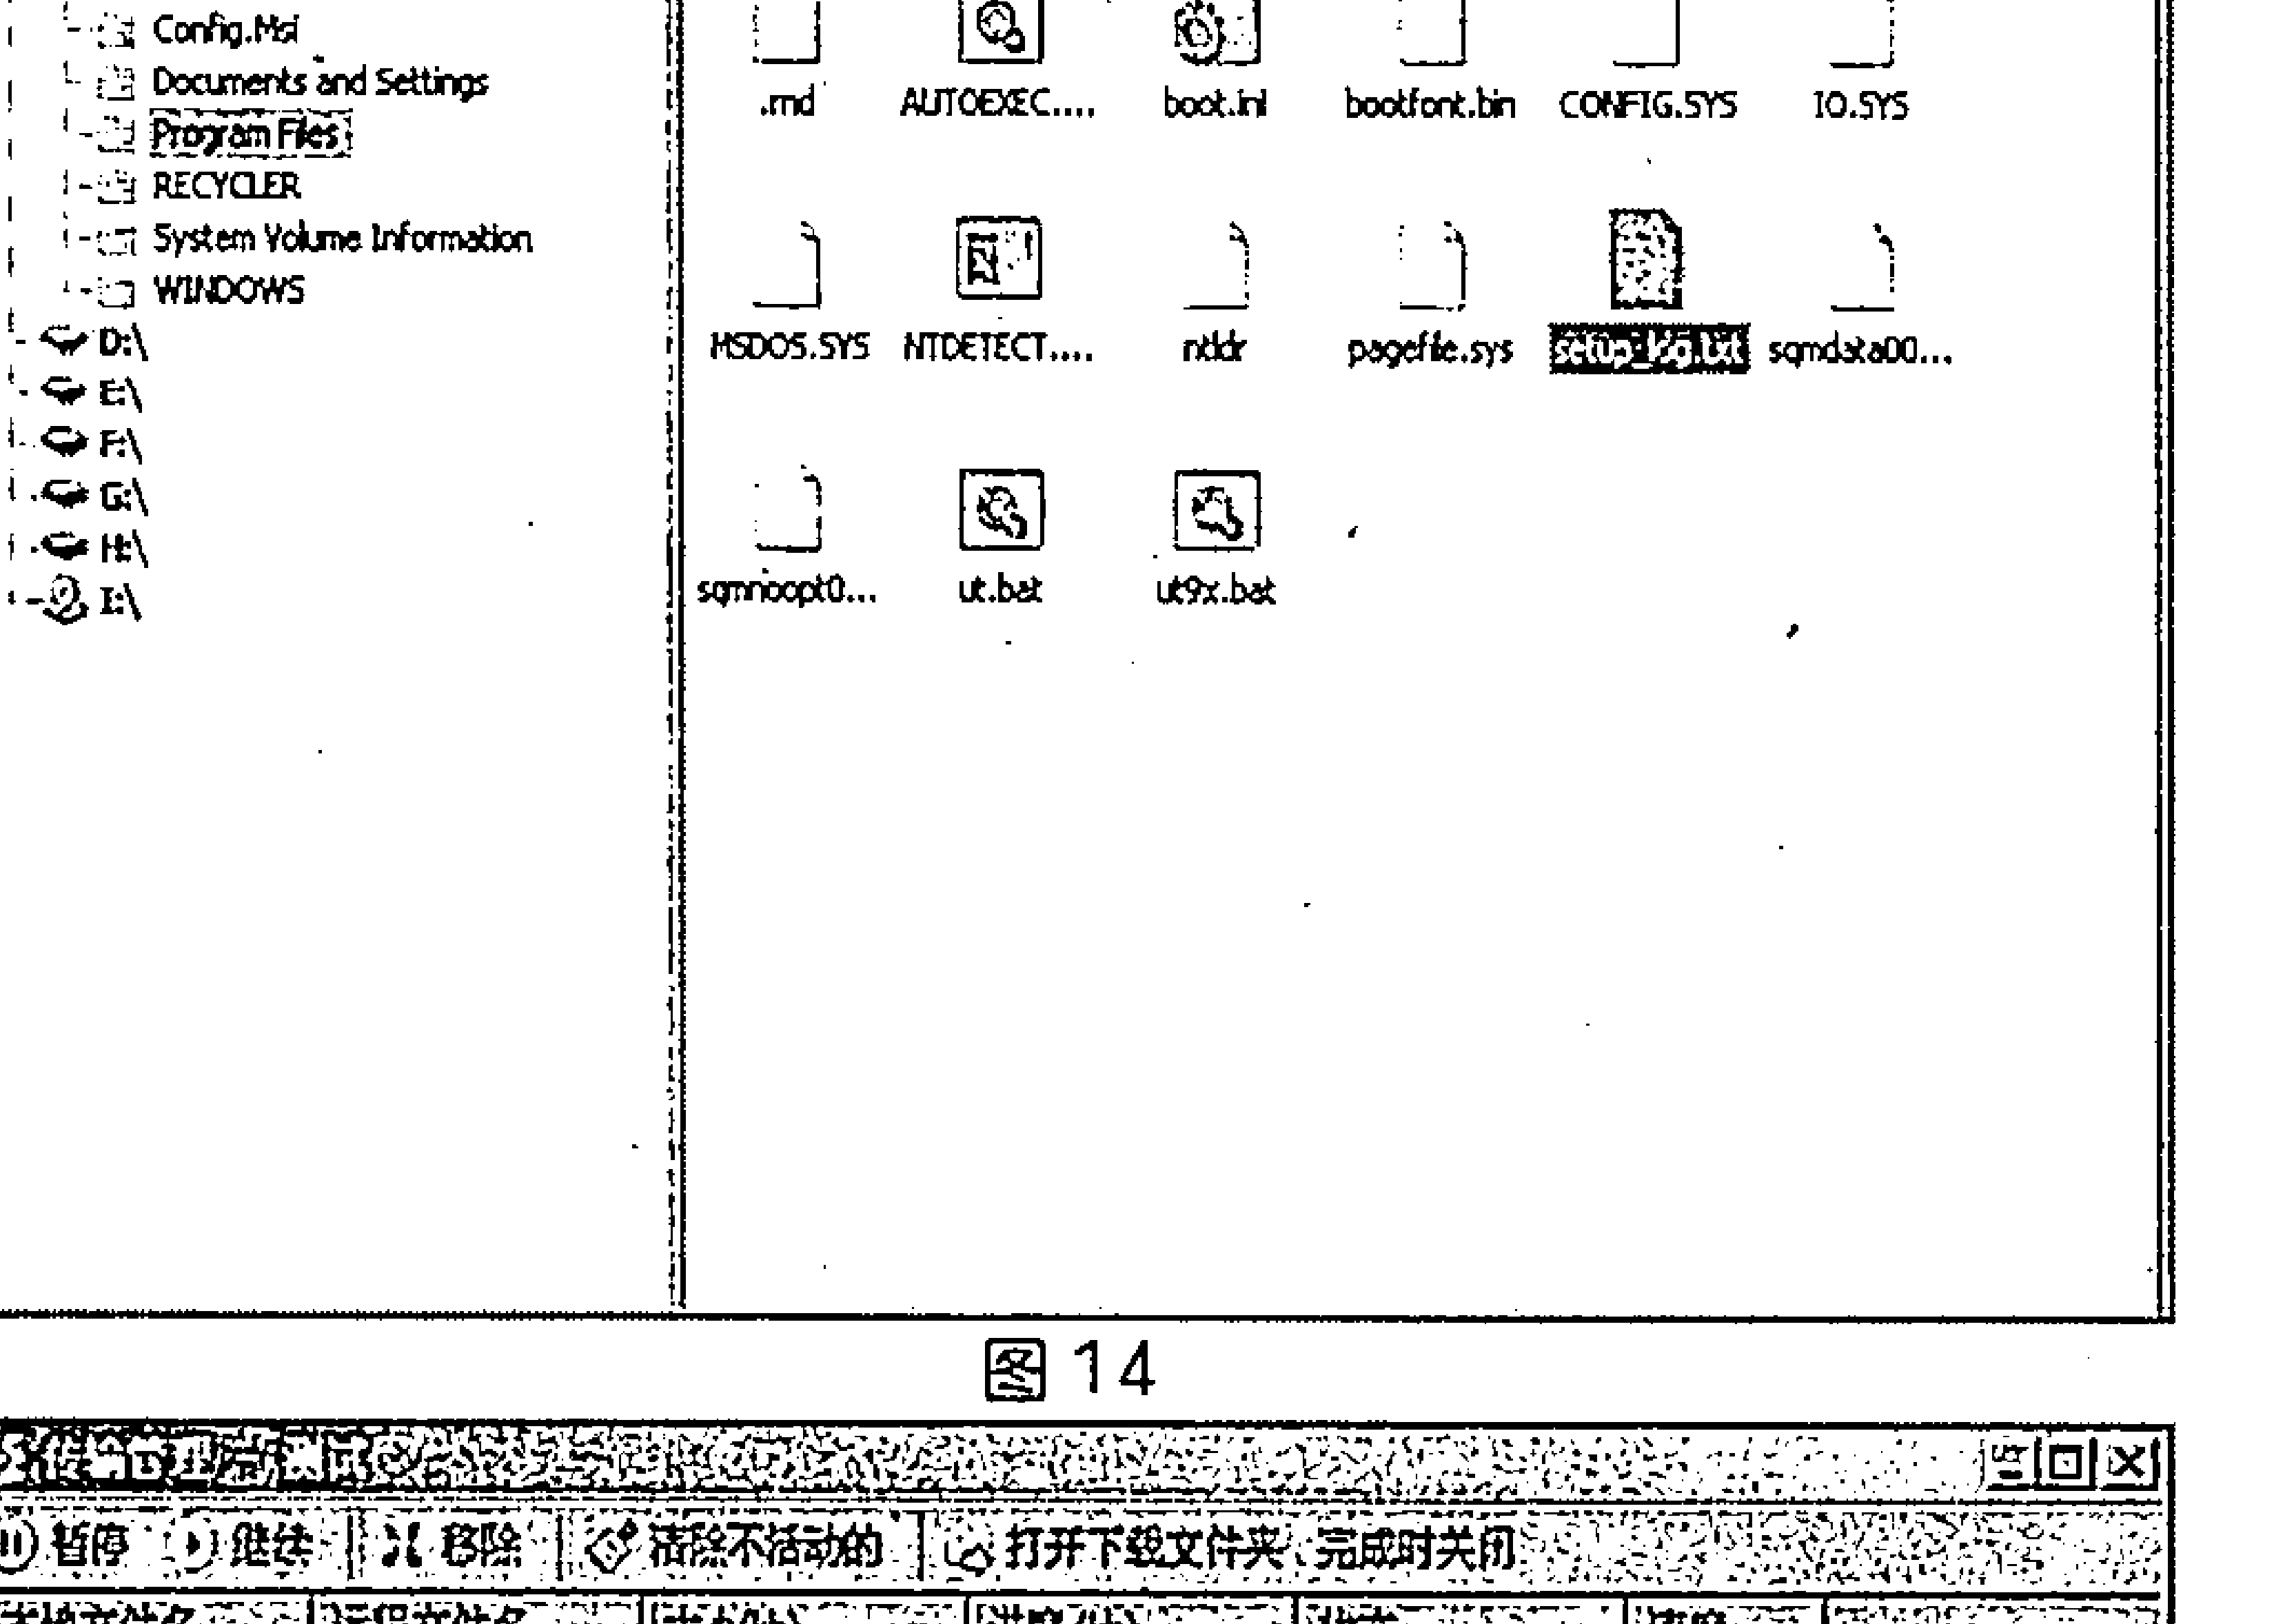 Config.Msi
Documents and Settings
Program Files
RECYCLER
System Volume Information
WINDOWS
D:\
E:\
F:\
G:\
H:\
I:\
.rnd AUTOEXEC.... boot.ini bootfont.bin CONFIG.SYS IO.SYS
MSDOS.SYS NTDETECT.... ntldr pagefile.sys setup_log.txt sqmdata00...
sqmnoopt0... ut.bat ut9x.bat
图 14
暂停 继续 移除 清除不活动的 打开下载文件夹 完成时关闭